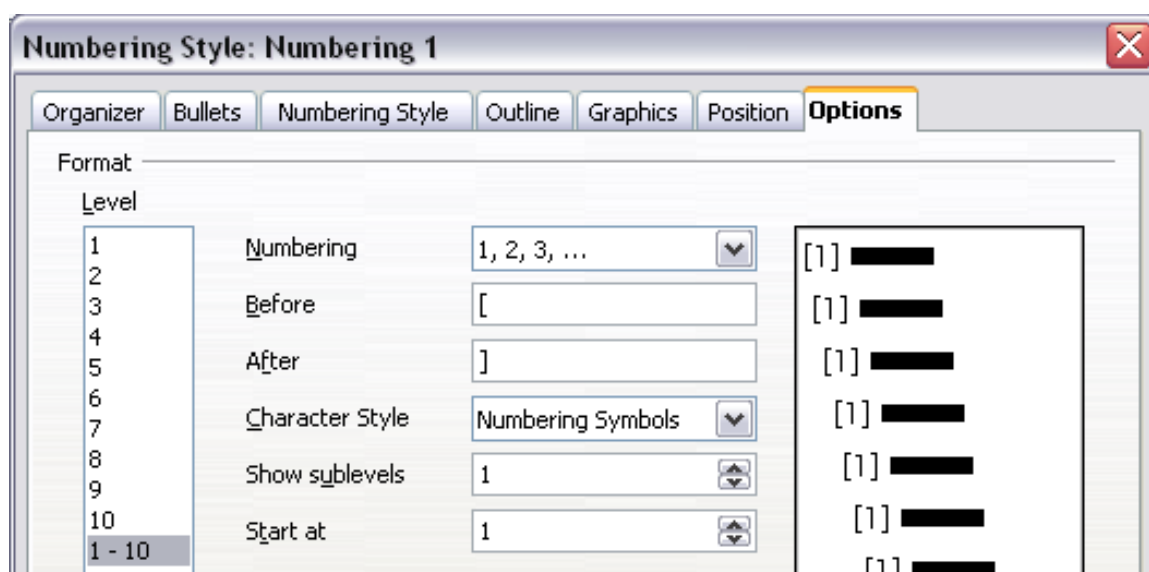 Numbering Style: Numbering 1
Organizer Bullets Numbering Style Outline Graphics Position Options
Format
Level
1
2
3
4
5
6
7
8
9
10
1 - 10
Numbering 1, 2, 3, ...
Before [
After ]
Character Style Numbering Symbols
Show sublevels 1
Start at 1
[1]
[1]
[1]
[1]
[1]
[1]
[1]